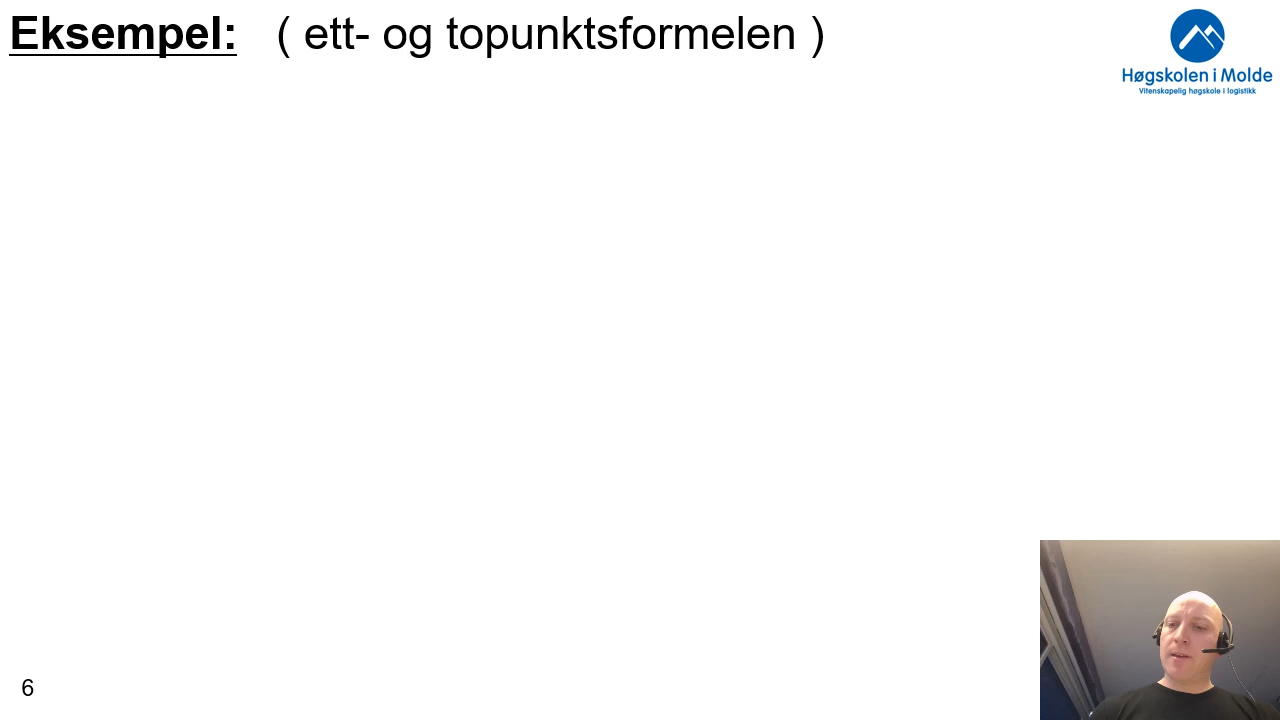 Eksempel: ( ett- og topunktsformelen )
Høgskolen i Molde
Vitenskapelig høgskole i logistikk
6